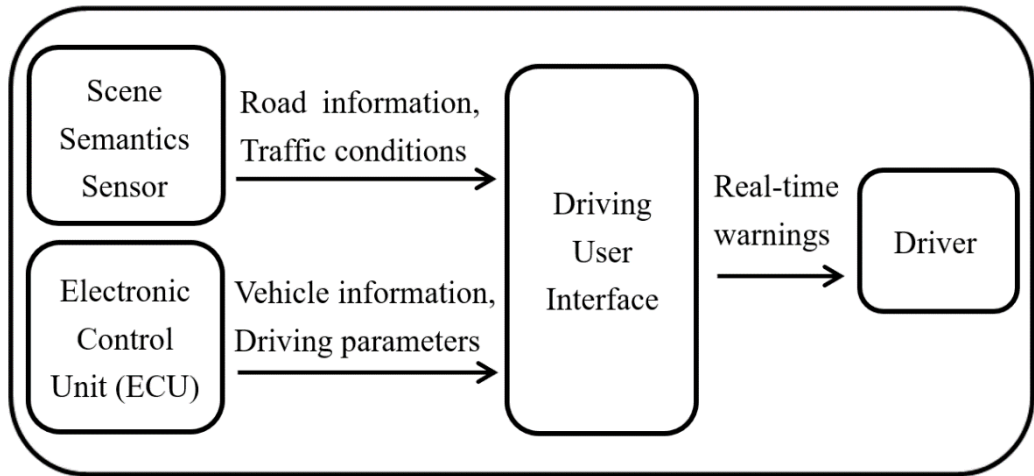 Scene
Semantics
Sensor
Road information,
Traffic conditions
Electronic
Control
Unit (ECU)
Vehicle information,
Driving parameters
Driving
User
Interface
Real-time
warnings
Driver